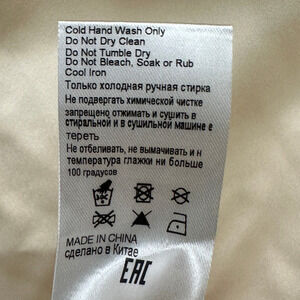 Cold Hand Wash Only
Do Not Dry Clean
Do Not Tumble Dry
Do Not Bleach, Soak or Rub
Cool Iron
Только холодная ручная стирка
Не подвергать химической чистке
запрещено отжимать и сушить в
стиральной и в сушильной машине е
тереть
Не отбеливать, не вымачивать и н
температура глажки ни больше
100 градусов
MADE IN CHINA
сделано в Китае
EAC